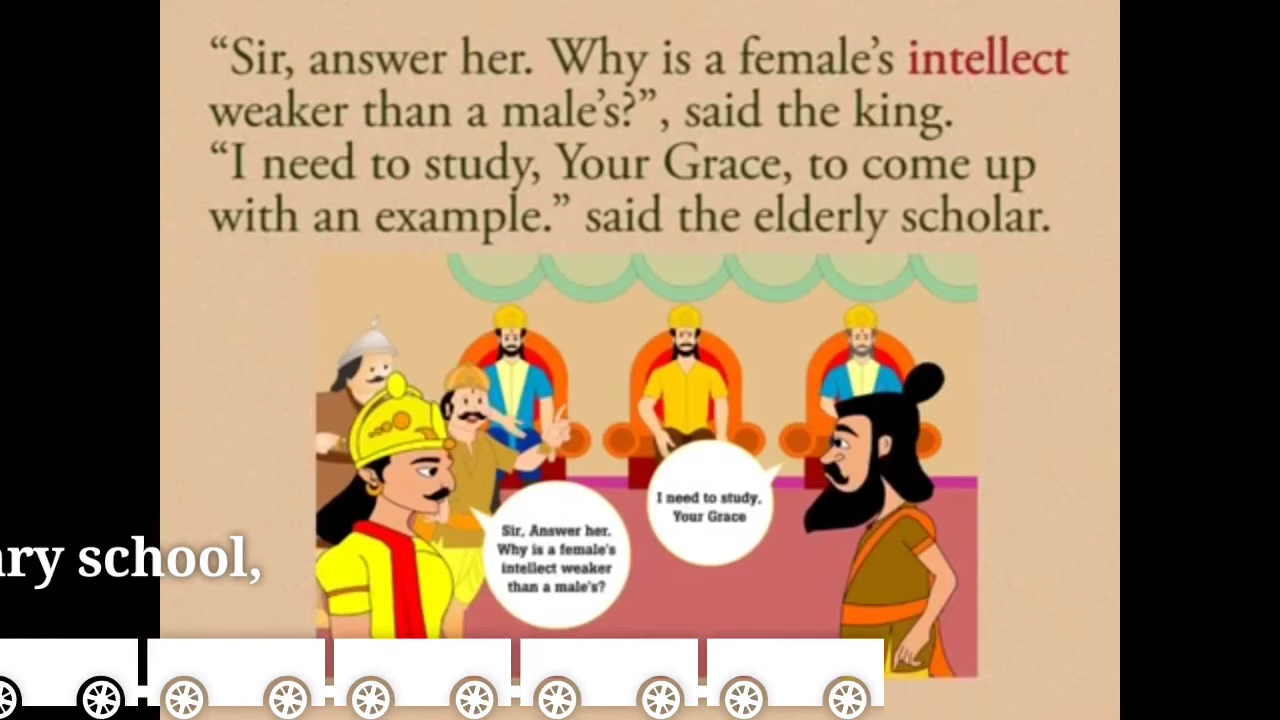 “Sir, answer her. Why is a female’s intellect
weaker than a male’s?”, said the king.
“I need to study, Your Grace, to come up
with an example.” said the elderly scholar.
I need to study,
Your Grace
Sir, Answer her.
Why is a female's
intellect weaker
than a male's?
school,